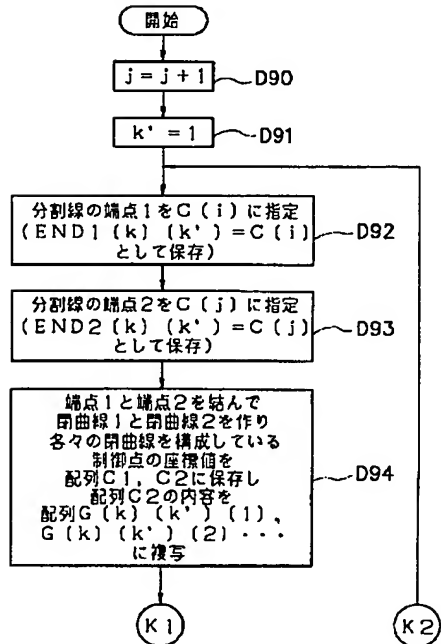 開始
j=j+1
D90
k'=1
D91
分割線の端点1をC(i)に指定
(END1(k)(k')=C(i)
として保存)
D92
分割線の端点2をC(j)に指定
(END2(k)(k')=C(j)
として保存)
D93
端点1と端点2を結んで
閉曲線1と閉曲線2を作り
各々の閉曲線を構成している
制御点の座標値を
配列C1,C2に保存し
配列C2の内容を
配列G(k)(k')(1),
G(k)(k')(2)・・・
に複写
D94
K1
K2